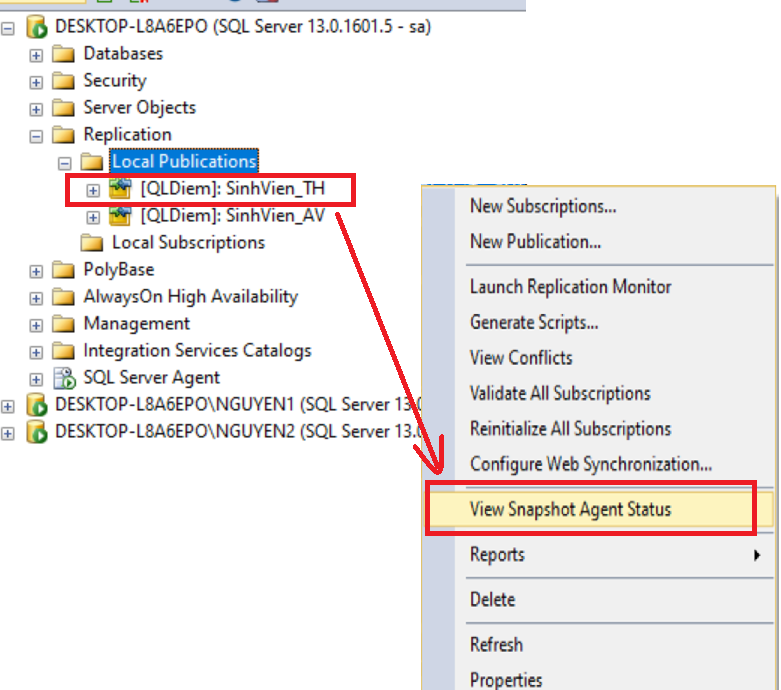 DESKTOP-L8A6EPO (SQL Server 13.0.1601.5 - sa)
Databases
Security
Server Objects
Replication
Local Publications
[QLDiem]: SinhVien_TH
[QLDiem]: SinhVien_AV
Local Subscriptions
PolyBase
AlwaysOn High Availability
Management
Integration Services Catalogs
SQL Server Agent
DESKTOP-L8A6EPO\NGUYEN1 (SQL Server 13.0
DESKTOP-L8A6EPO\NGUYEN2 (SQL Server 13.0
New Subscriptions...
New Publication...
Launch Replication Monitor
Generate Scripts...
View Conflicts
Validate All Subscriptions
Reinitialize All Subscriptions
Configure Web Synchronization...
View Snapshot Agent Status
Reports
Delete
Refresh
Properties